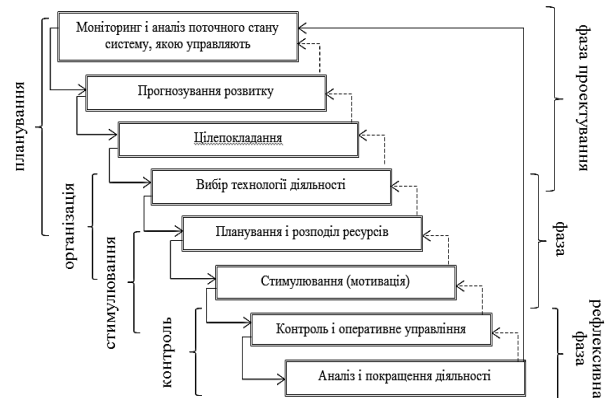 Моніторинг і аналіз поточного стану
систему, якою управляють
Прогнозування розвитку
Цілепокладання
Вибір технології діяльності
Планування і розподіл ресурсів
Стимулювання (мотивація)
Контроль і оперативне управління
Аналіз і покращення діяльності
планування
організація
стимулювання
контроль
фаза проектування
фаза
рефлексивна
фаза